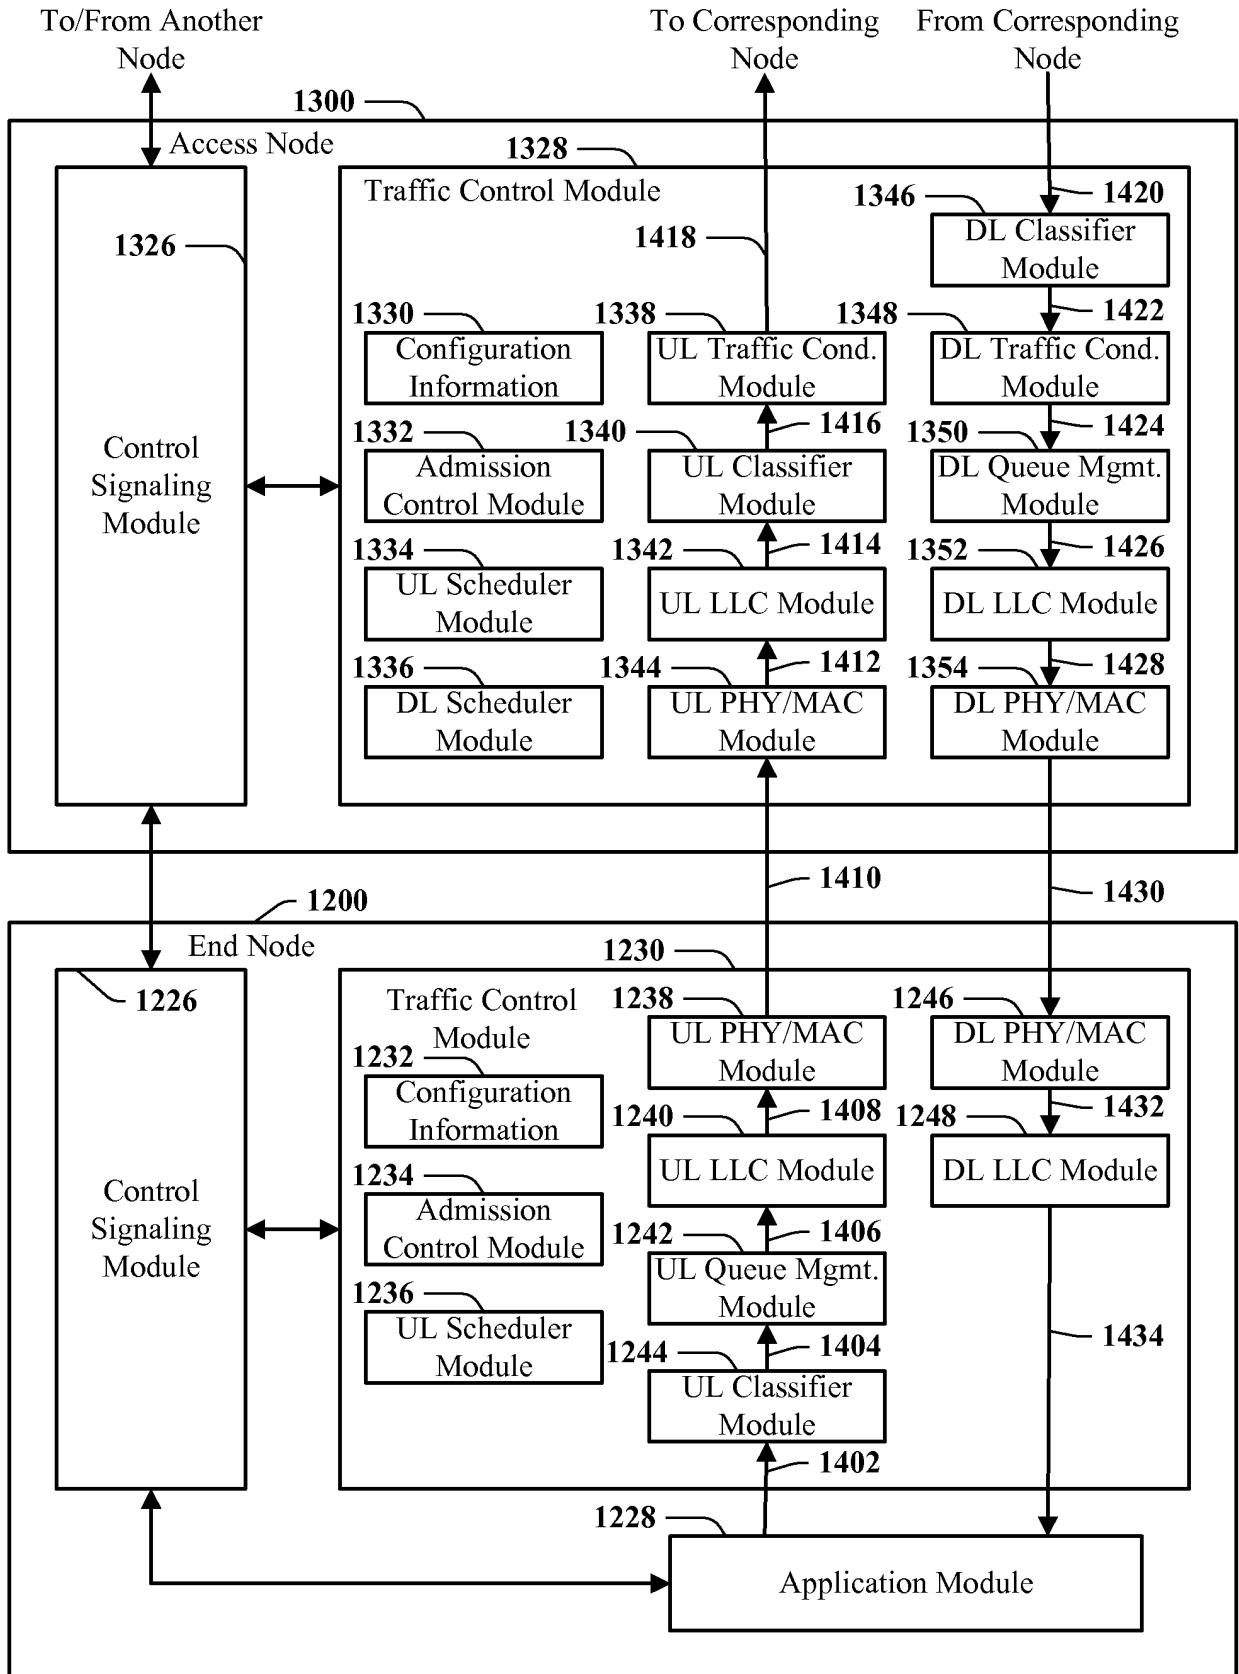 To/From Another
Node
To Corresponding
Node
From Corresponding
Node
1300
Access Node
1328
Traffic Control Module
1326
Control
Signaling
Module
1418
1346
1420
DL Classifier
Module
1422
1330
Configuration
Information
1338
UL Traffic Cond.
Module
1348
DL Traffic Cond.
Module
1416
1424
1332
Admission
Control Module
1340
UL Classifier
Module
1350
DL Queue Mgmt.
Module
1414
1426
1334
UL Scheduler
Module
1342
UL LLC Module
1352
DL LLC Module
1412
1428
1336
DL Scheduler
Module
1344
UL PHY/MAC
Module
1354
DL PHY/MAC
Module
1410
1430
1200
End Node
1226
Control
Signaling
Module
1230
Traffic Control
Module
1238
UL PHY/MAC
Module
1246
DL PHY/MAC
Module
1232
Configuration
Information
1408
1432
1240
UL LLC Module
1248
DL LLC Module
1234
Admission
Control Module
1406
1242
UL Queue Mgmt.
Module
1236
UL Scheduler
Module
1404
1434
1244
UL Classifier
Module
1402
1228
Application Module